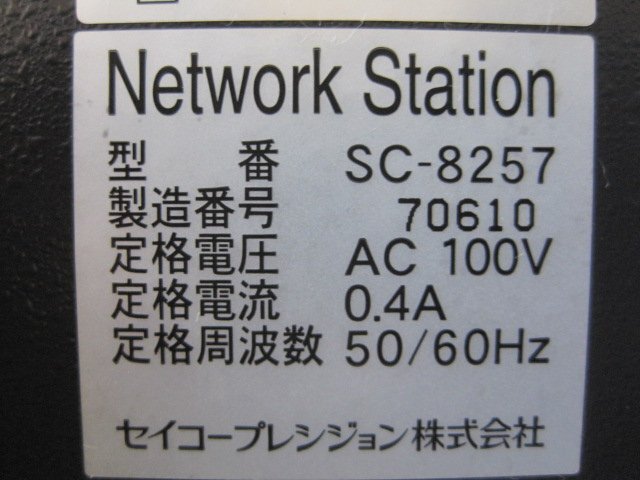 Network Station
型 番 SC-8257
製造番号 70610
定格電圧 AC 100V
定格電流 0.4A
定格周波数 50/60Hz
セイコープレシジョン株式会社